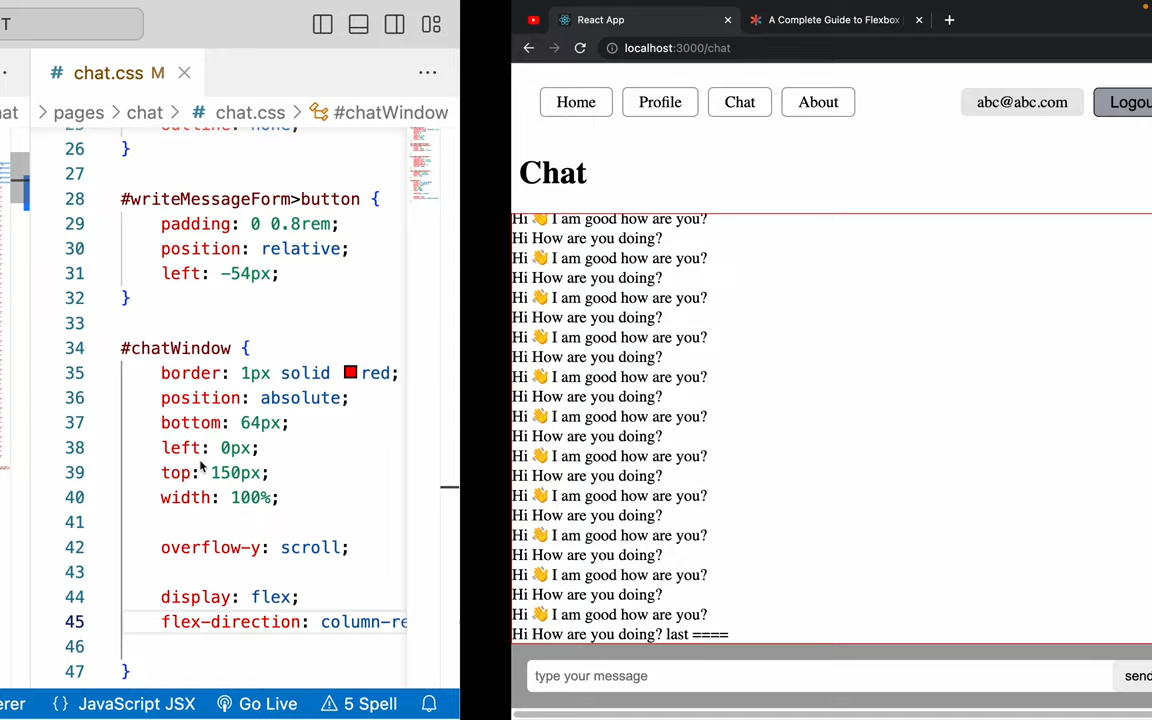 T
# chat.css M
at > pages > chat > # chat.css > #chatWindow
26 }
27
28 #writeMessageForm>button {
29 padding: 0 0.8rem;
30 position: relative;
31 left: -54px;
32 }
33
34 #chatWindow {
35 border: 1px solid red;
36 position: absolute;
37 bottom: 64px;
38 left: 0px;
39 top: 150px;
40 width: 100%;
41
42 overflow-y: scroll;
43
44 display: flex;
45 flex-direction: column-re
46
47 }
erer {} JavaScript JSX Go Live 5 Spell
React App
A Complete Guide to Flexbox
localhost:3000/chat
Home Profile Chat About abc@abc.com Logou
Chat
Hi 👋 I am good how are you?
Hi How are you doing?
Hi 👋 I am good how are you?
Hi How are you doing?
Hi 👋 I am good how are you?
Hi How are you doing?
Hi 👋 I am good how are you?
Hi How are you doing?
Hi 👋 I am good how are you?
Hi How are you doing?
Hi 👋 I am good how are you?
Hi How are you doing?
Hi 👋 I am good how are you?
Hi How are you doing?
Hi 👋 I am good how are you?
Hi How are you doing?
Hi 👋 I am good how are you?
Hi How are you doing?
Hi 👋 I am good how are you?
Hi How are you doing?
Hi 👋 I am good how are you?
Hi How are you doing? last ====
type your message
send